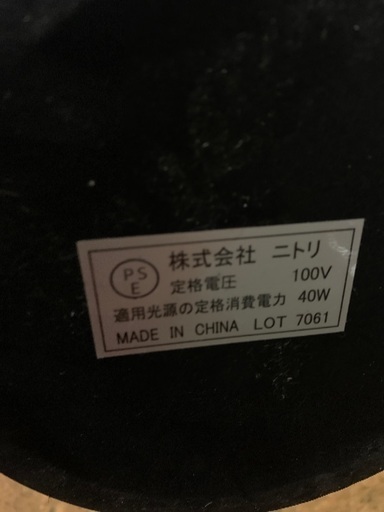 PS
E
株式会社 ニトリ
定格電圧 100V
適用光源の定格消費電力 40W
MADE IN CHINA LOT 7061